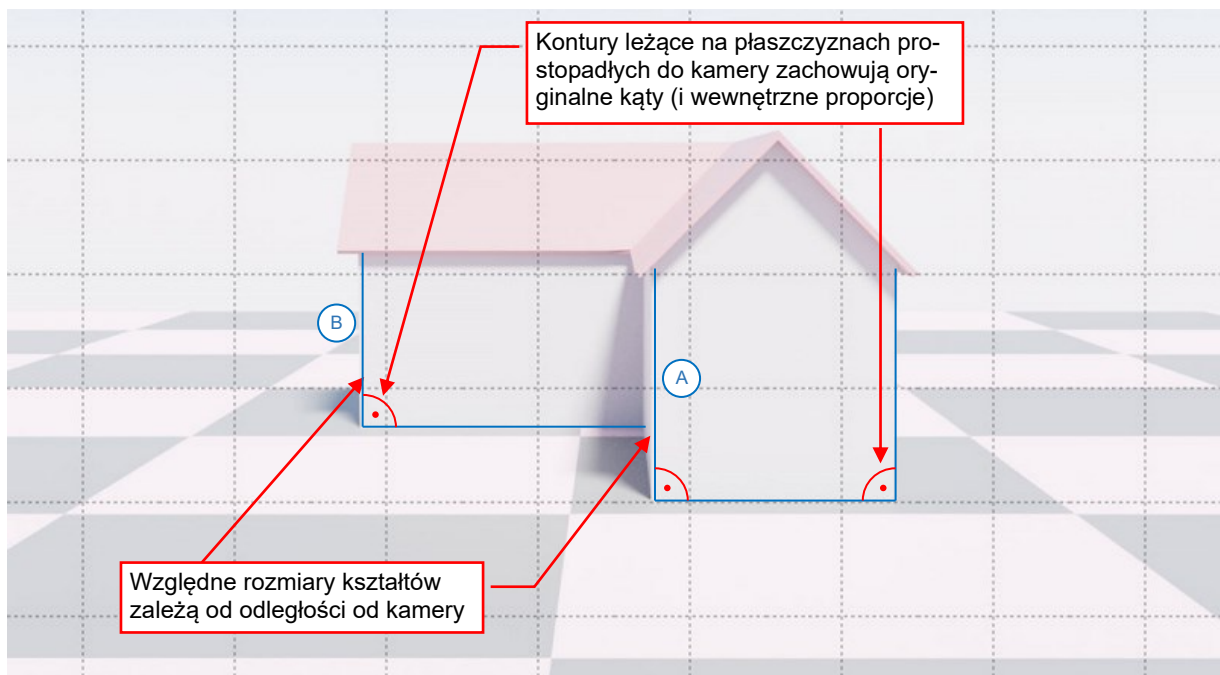 Kontury leżące na płaszczyznach pro-
stopadłych do kamery zachowują ory-
ginalne kąty (i wewnętrzne proporcje)
B
A
Względne rozmiary kształtów
zależą od odległości od kamery